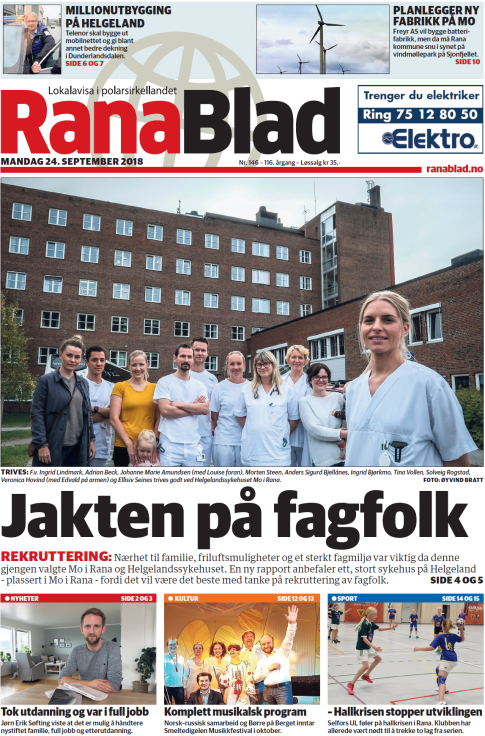 MILLIONUTBYGGING
PÅ HELGELAND
Telenor skal bygge ut
mobilnettet og gi blant
annet bedre dekning
i Dunderlandsdalen.
SIDE 6 OG 7
PLANLEGGER NY
FABRIKK PÅ MO
Freyr AS vil bygge batteri-
fabrikk, men da må Rana
kommune snu i synet på
vindmøllepark på Sjonfjellet.
SIDE 10
Lokalavisa i polarsirkellandet
RanaBlad
MANDAG 24. SEPTEMBER 2018
Nr. 146 - 116. årgang - Løssalg kr 35,-
Trenger du elektriker
Ring 75 12 80 50
Elektro
ranablad.no
TRIVES: F.v. Ingrid Lindmark, Adrian Beck, Johanne Marie Amundsen (med Louise foran), Morten Steen, Anders Sigurd Bjellånes, Ingrid Bjørkmo, Tina Vollen, Solveig Rogstad,
Veronica Hovind (med Edvald på armen) og Ellisiv Seines trives godt ved Helgelandssykehuset Mo i Rana.
FOTO: ØYVIND BRATT
Jakten på fagfolk
REKRUTTERING: Nærhet til familie, friluftsmuligheter og et sterkt fagmiljø var viktig da denne
gjengen valgte Mo i Rana og Helgelandssykehuset. En ny rapport anbefaler ett, stort sykehus på Helgeland
- plassert i Mo i Rana - fordi det vil være det beste med tanke på rekruttering av fagfolk.
SIDE 4 OG 5
NYHETER
SIDE 2 OG 3
Tok utdanning og var i full jobb
Jørn Erik Søfting viste at det er mulig å håndtere
nystiftet familie, full jobb og etterutdanning.
KULTUR
SIDE 12 OG 13
Komplett musikalsk program
Norsk-russisk samarbeid og Børre på Berget inntar
Smeltedigelen Musikkfestival i oktober.
SPORT
SIDE 14 OG 15
- Hallkrisen stopper utviklingen
Selfors UL føler på hallkrisen i Rana. Klubben har
allerede vært nødt til å trekke to lag fra serien.